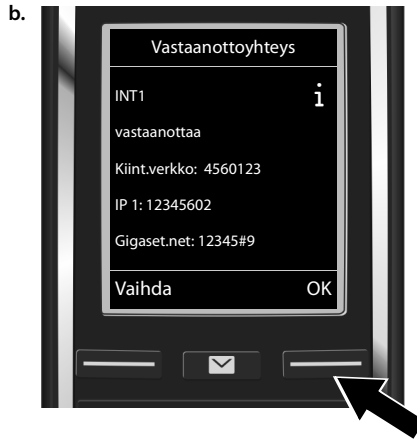 b.
Vastaanottoyhteys
INT1 i
vastaanottaa
Kiint.verkko: 4560123
IP 1: 12345602
Gigaset.net: 12345#9
Vaihda OK